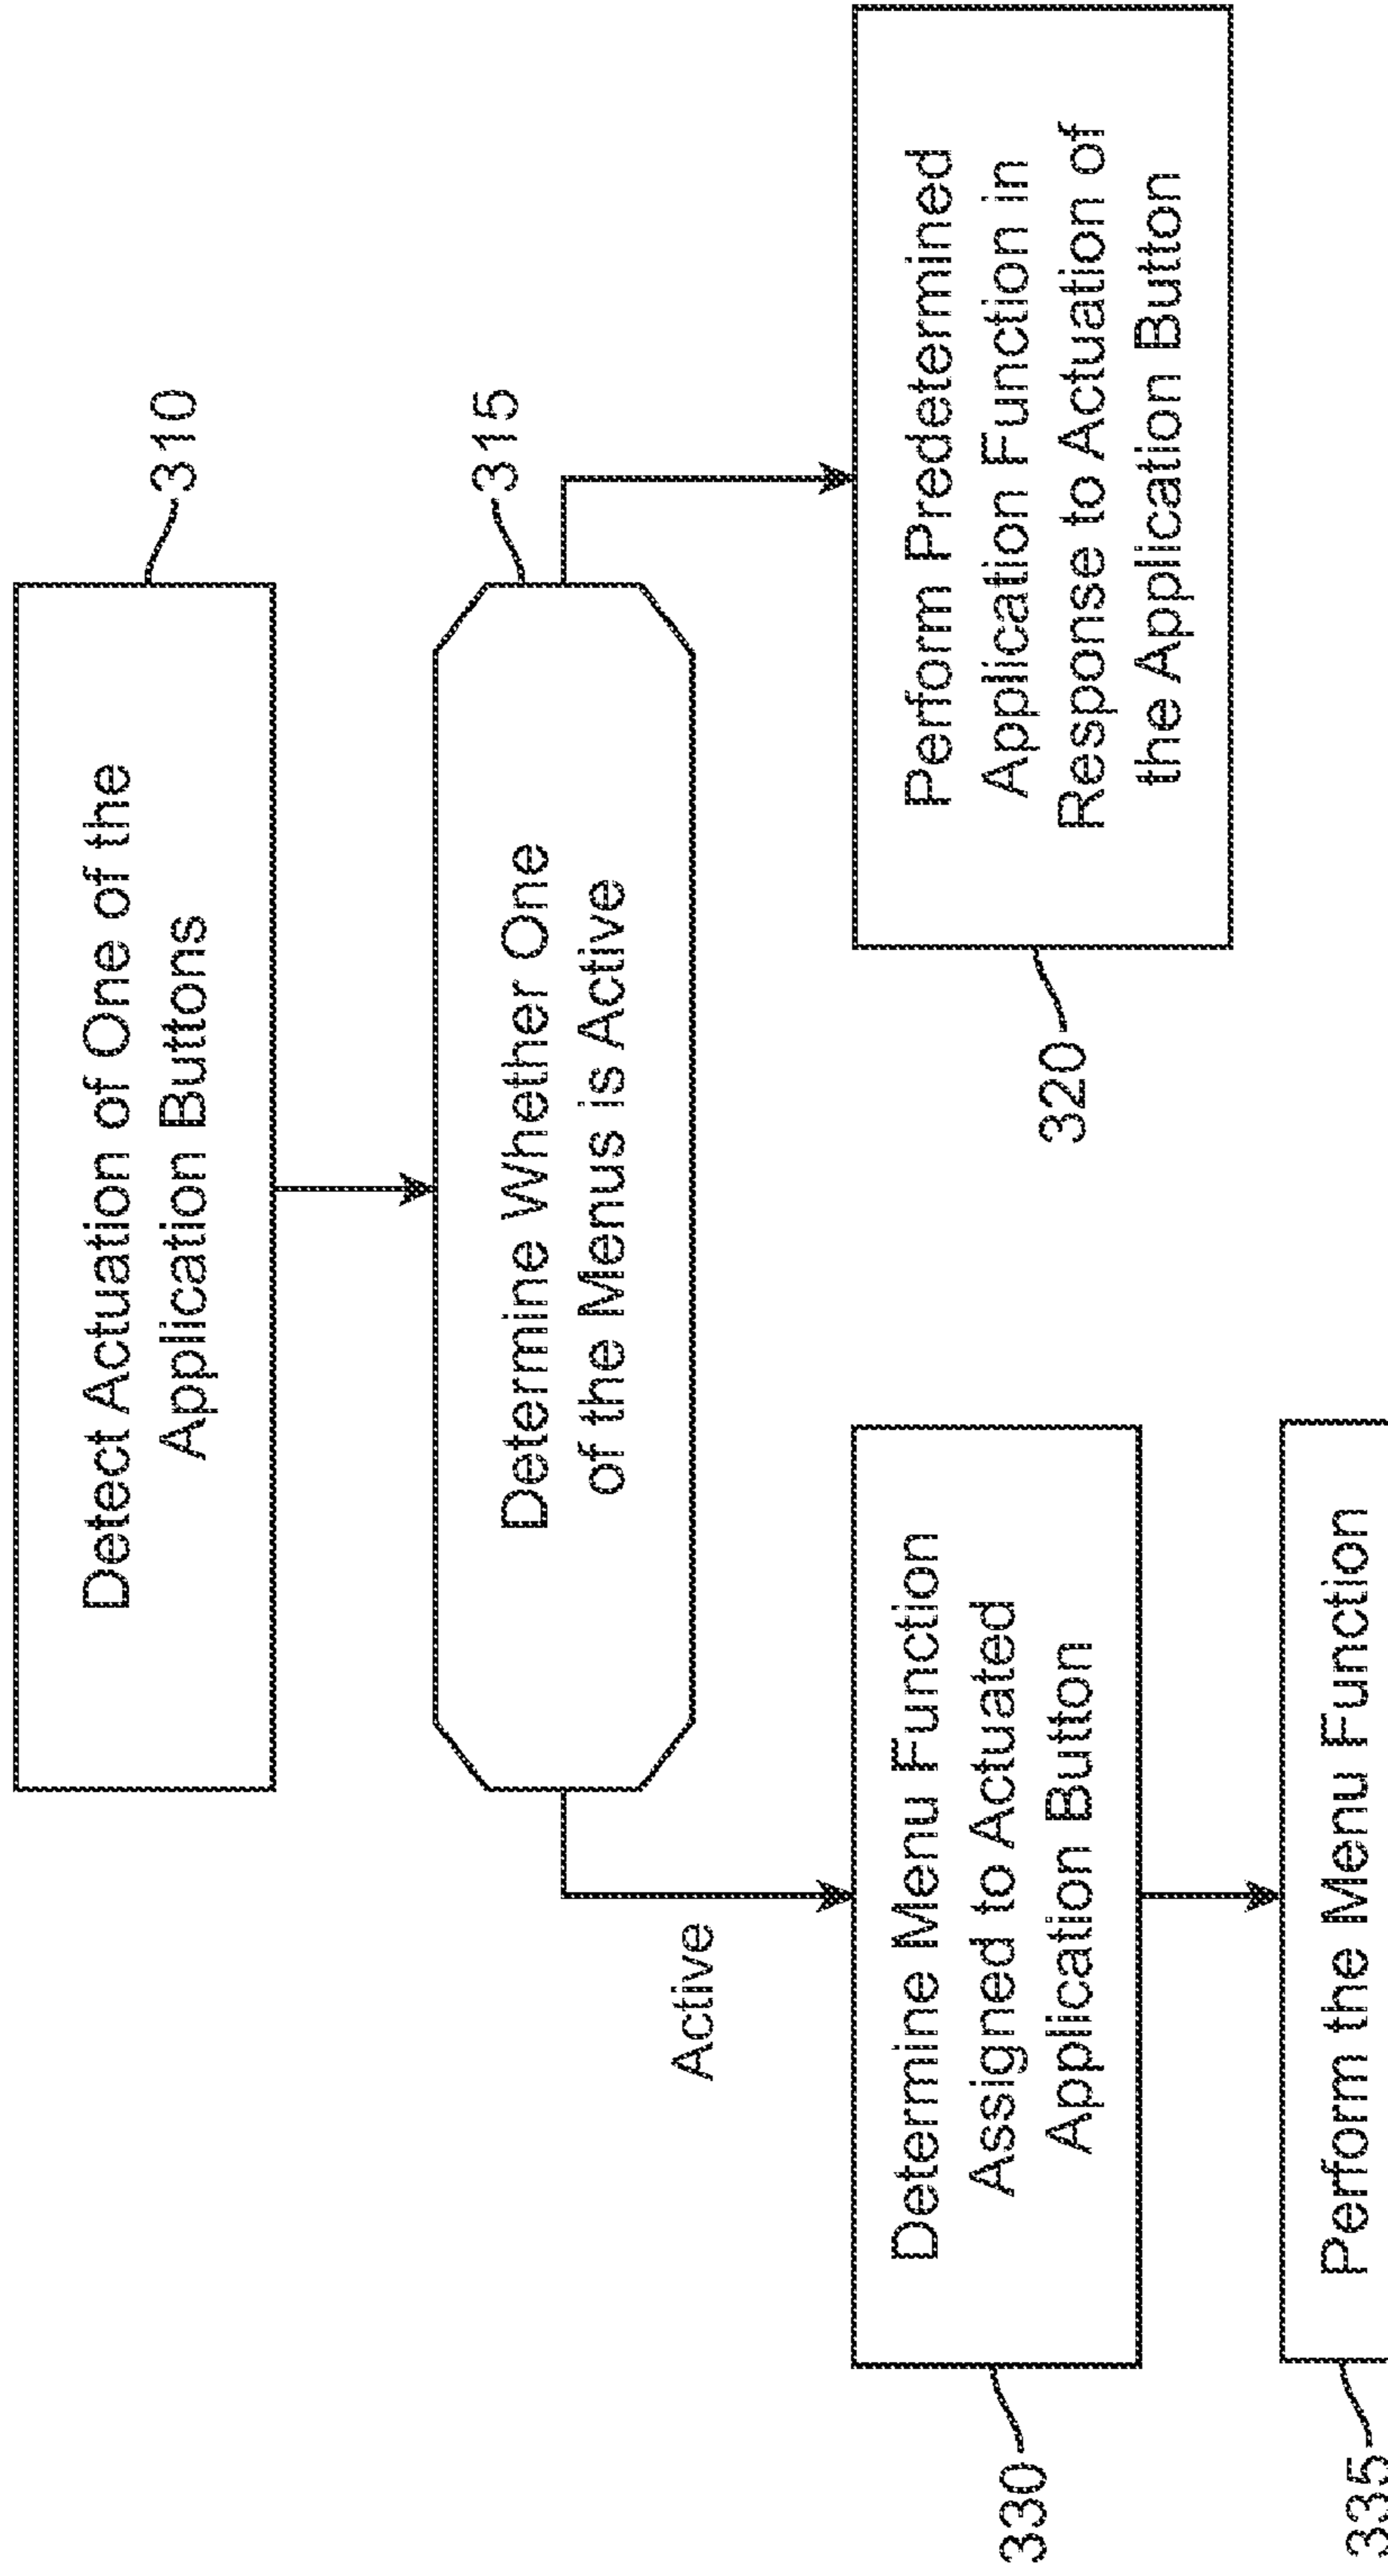 Detect Actuation of One of the
Application Buttons
310
Determine Whether One
of the Menus is Active
315
Active
Determine Menu Function
Assigned to Actuated
Application Button
330
Perform Predetermined
Application Function in
Response to Actuation of
the Application Button
320
Perform the Menu Function
335